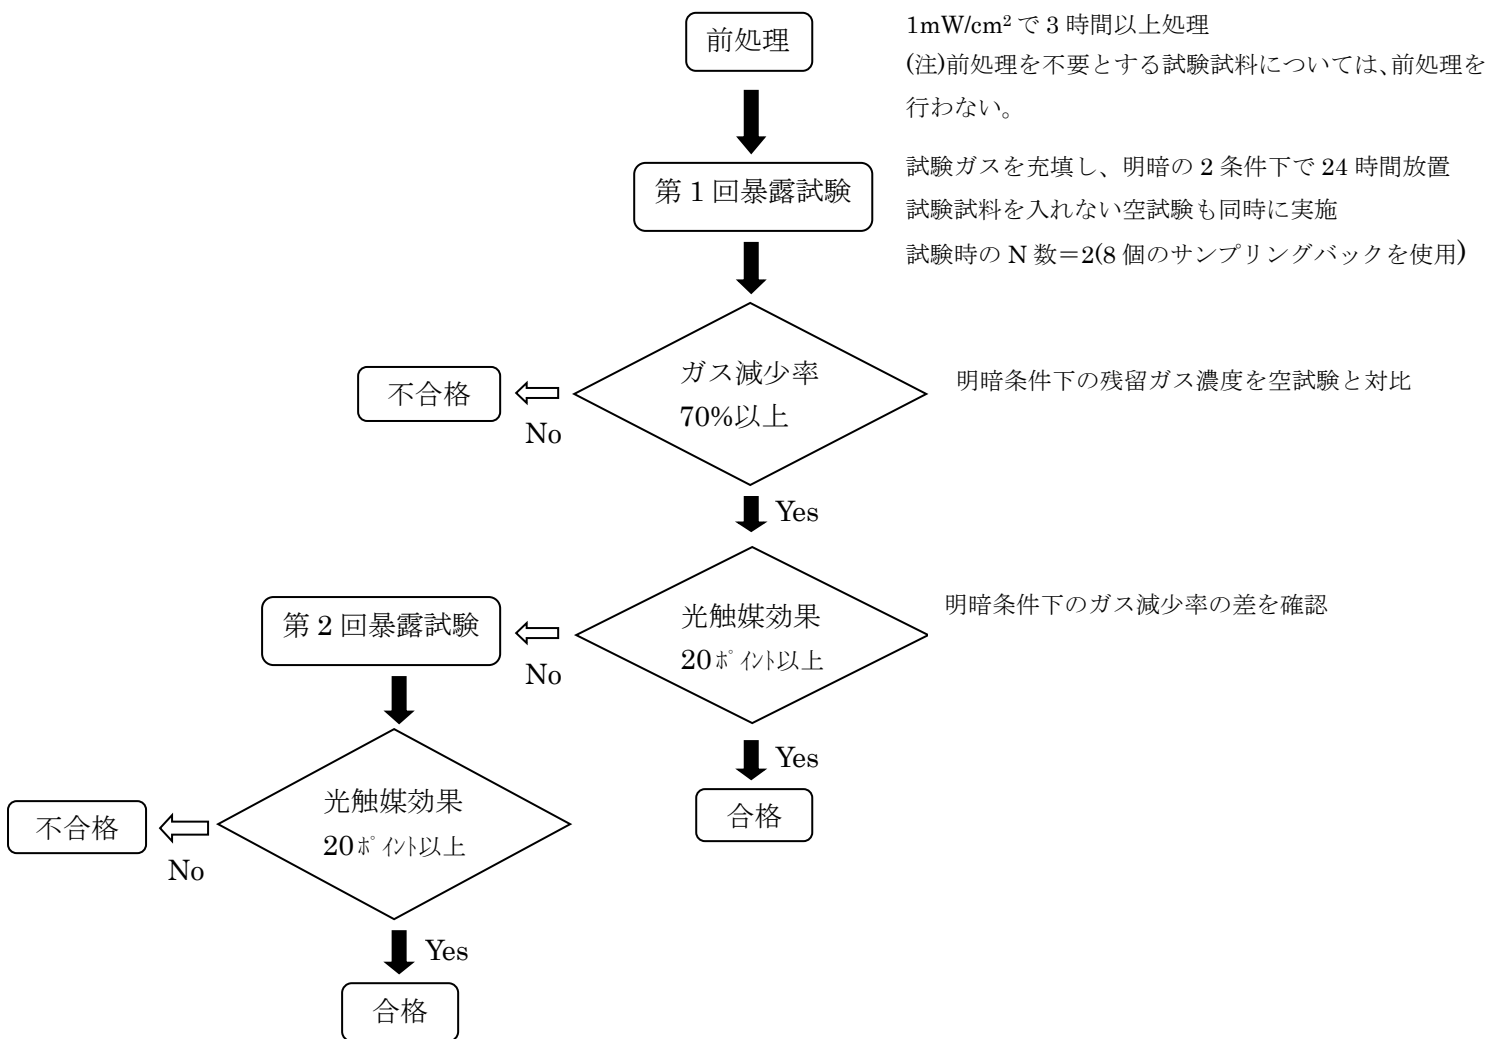 前処理
1mW/cm²で 3 時間以上処理
(注)前処理を不要とする試験試料については、前処理を
行わない。
第 1 回暴露試験
試験ガスを充填し、明暗の 2 条件下で 24 時間放置
試験試料を入れない空試験も同時に実施
試験時の N 数＝2(8 個のサンプリングバックを使用)
ガス減少率
70%以上
明暗条件下の残留ガス濃度を空試験と対比
不合格
No
Yes
光触媒効果
20ﾎﾟｲﾝﾄ以上
明暗条件下のガス減少率の差を確認
第 2 回暴露試験
No
Yes
合格
光触媒効果
20ﾎﾟｲﾝﾄ以上
不合格
No
Yes
合格